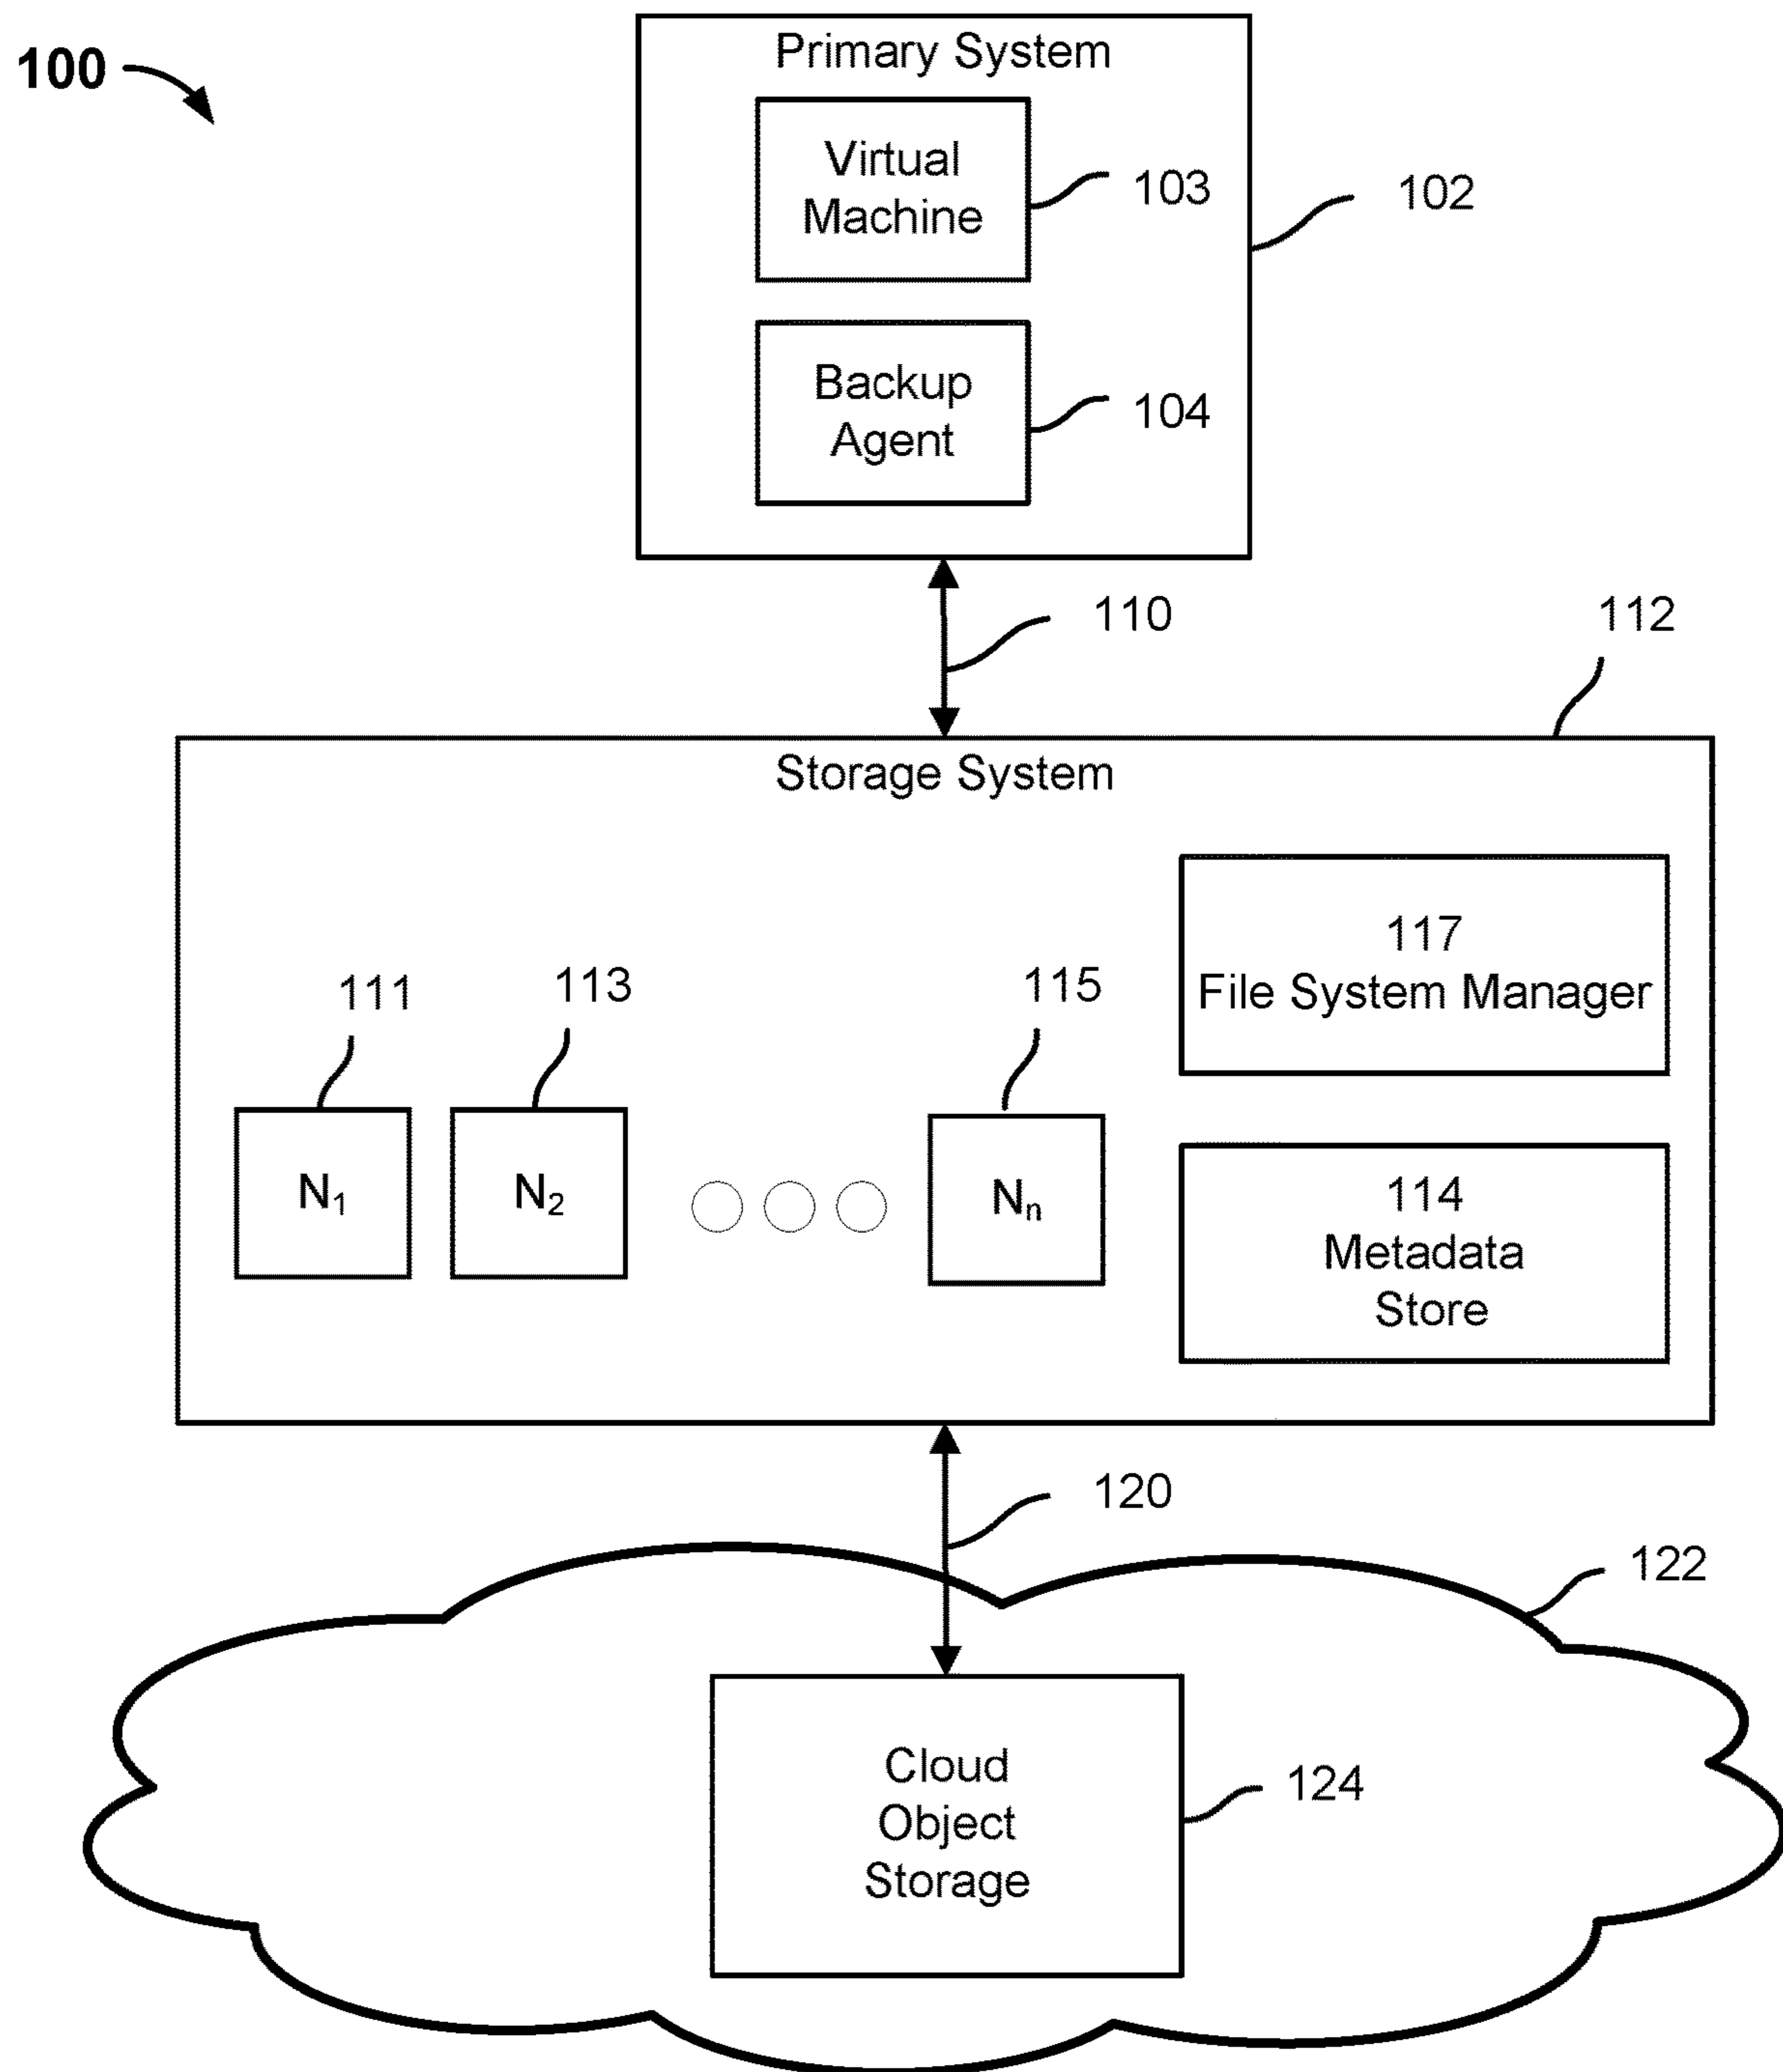 100
Primary System
Virtual
Machine
103
102
Backup
Agent
104
110
112
Storage System
117
File System Manager
111
113
115
N₁
N₂
Nₙ
114
Metadata
Store
120
122
Cloud
Object
Storage
124